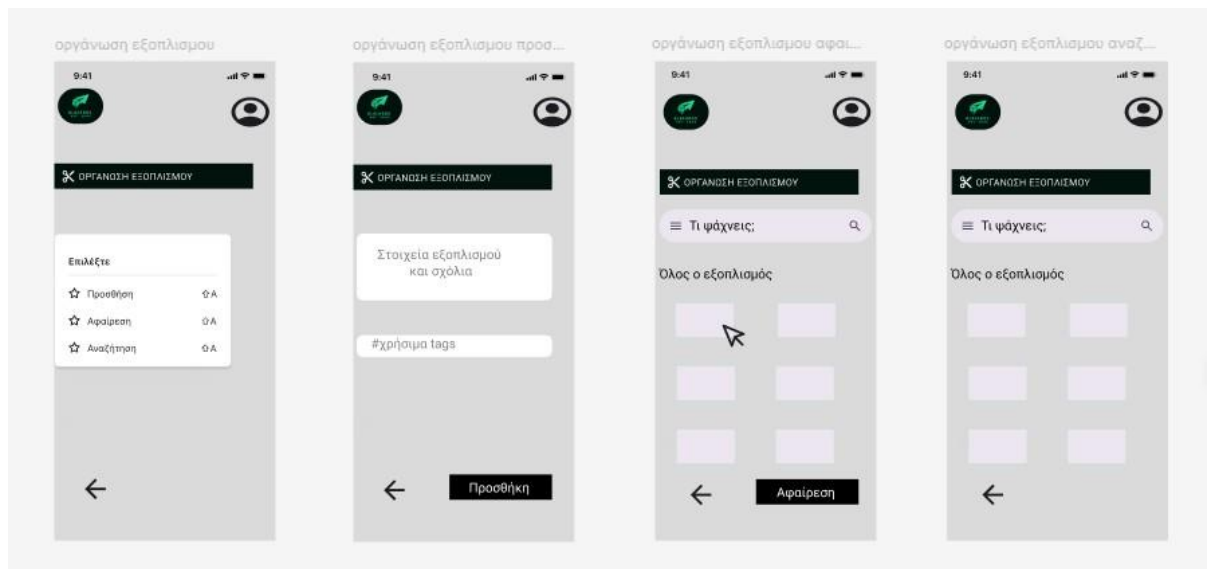 οργάνωση εξοπλισμου
9:41
ΟΡΓΑΝΩΣΗ ΕΞΟΠΛΙΣΜΟΥ
Επιλέξτε
Προσθήση
⇧A
Αφαίρεση
⇧A
Αναζήτηση
⇧A
οργάνωση εξοπλισμου προσ...
9:41
ΟΡΓΑΝΩΣΗ ΕΞΟΠΛΙΣΜΟΥ
Στοιχεία εξοπλισμού
και σχόλια
#χρήσιμα tags
Προσθήκη
οργάνωση εξοπλισμου αφαι...
9:41
ΟΡΓΑΝΩΣΗ ΕΞΟΠΛΙΣΜΟΥ
Τι ψάχνεις;
Όλος ο εξοπλισμός
Αφαίρεση
οργάνωση εξοπλισμου αναζ...
9:41
ΟΡΓΑΝΩΣΗ ΕΞΟΠΛΙΣΜΟΥ
Τι ψάχνεις;
Όλος ο εξοπλισμός